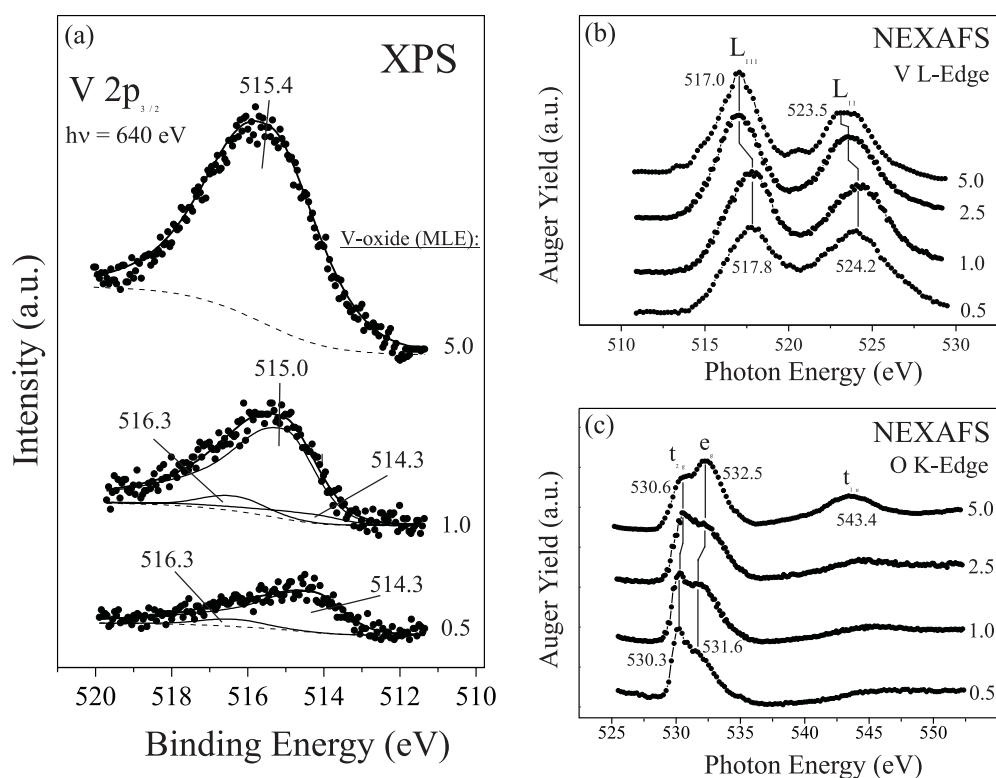 (a)
XPS
V 2p3/2
hν = 640 eV
515.4
V-oxide (MLE):
5.0
515.0
516.3
514.3
1.0
516.3
514.3
0.5
Intensity (a.u.)
520 518 516 514 512 510
Binding Energy (eV)
(b)
NEXAFS
V L-Edge
LIII
517.0
LII
523.5
5.0
2.5
1.0
517.8
524.2
0.5
Auger Yield (a.u.)
510 515 520 525 530
Photon Energy (eV)
(c)
NEXAFS
O K-Edge
t2g
eg
530.6
532.5
t1u
543.4
5.0
2.5
1.0
530.3
531.6
0.5
Auger Yield (a.u.)
525 530 535 540 545 550
Photon Energy (eV)